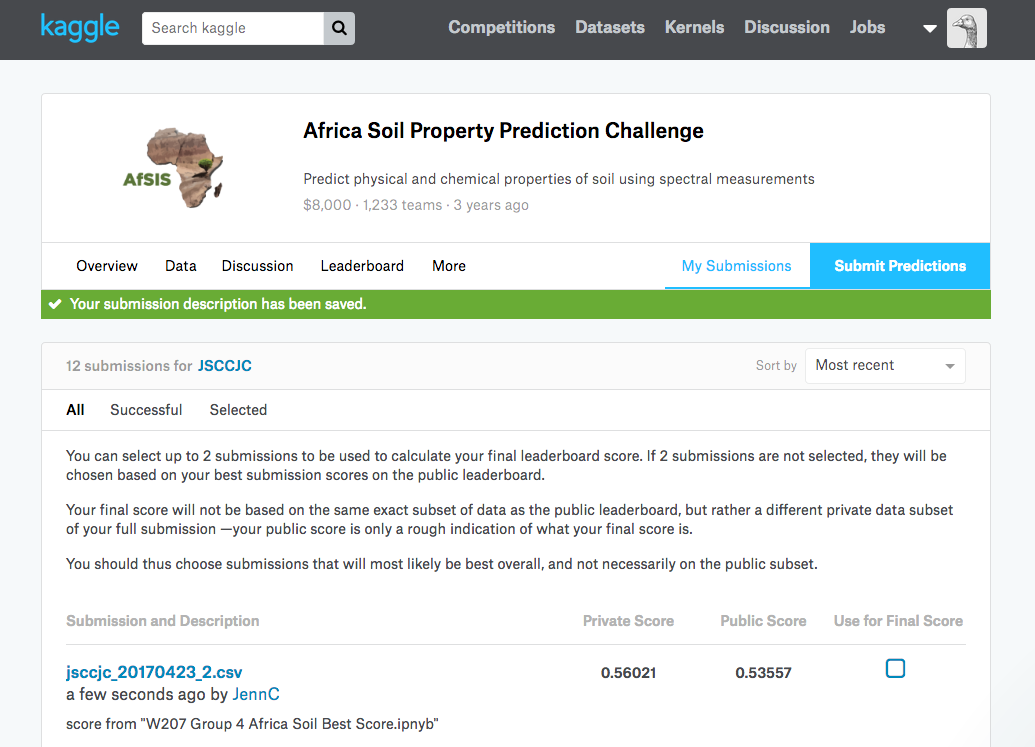 kaggle
Search kaggle
Competitions Datasets Kernels Discussion Jobs
AfSIS
Africa Soil Property Prediction Challenge
Predict physical and chemical properties of soil using spectral measurements
$8,000 · 1,233 teams · 3 years ago
Overview Data Discussion Leaderboard More My Submissions Submit Predictions
Your submission description has been saved.
12 submissions for JSCCJC Sort by Most recent
All Successful Selected
You can select up to 2 submissions to be used to calculate your final leaderboard score. If 2 submissions are not selected, they will be
chosen based on your best submission scores on the public leaderboard.
Your final score will not be based on the same exact subset of data as the public leaderboard, but rather a different private data subset
of your full submission —your public score is only a rough indication of what your final score is.
You should thus choose submissions that will most likely be best overall, and not necessarily on the public subset.
Submission and Description Private Score Public Score Use for Final Score
jsccjc_20170423_2.csv 0.56021 0.53557
a few seconds ago by JennC
score from "W207 Group 4 Africa Soil Best Score.ipnyb"